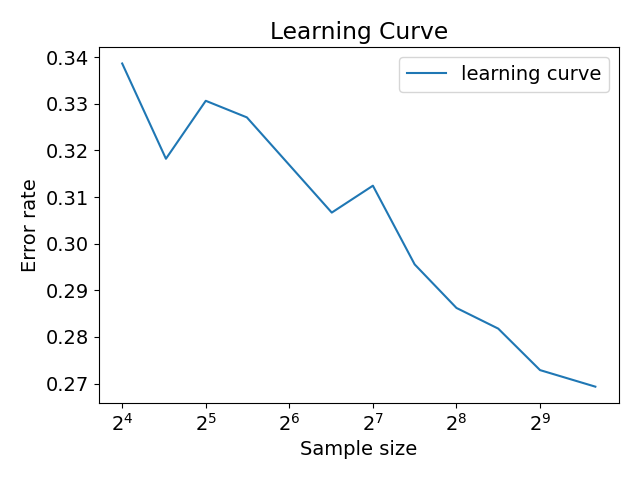 Learning Curve
learning curve
0.34
0.33
0.32
0.31
0.30
0.29
0.28
0.27
Error rate
2⁴ 2⁵ 2⁶ 2⁷ 2⁸ 2⁹
Sample size